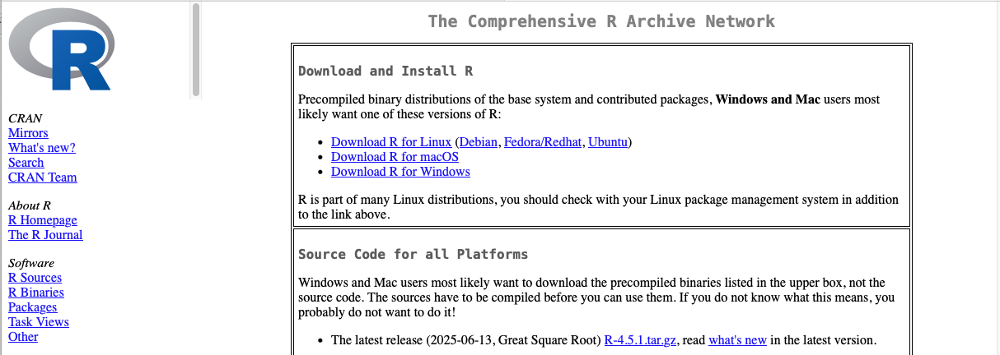 R
CRAN
Mirrors
What's new?
Search
CRAN Team
About R
R Homepage
The R Journal
Software
R Sources
R Binaries
Packages
Task Views
Other
The Comprehensive R Archive Network
Download and Install R
Precompiled binary distributions of the base system and contributed packages, Windows and Mac users most
likely want one of these versions of R:
• Download R for Linux (Debian, Fedora/Redhat, Ubuntu)
• Download R for macOS
• Download R for Windows
R is part of many Linux distributions, you should check with your Linux package management system in addition
to the link above.
Source Code for all Platforms
Windows and Mac users most likely want to download the precompiled binaries listed in the upper box, not the
source code. The sources have to be compiled before you can use them. If you do not know what this means, you
probably do not want to do it!
• The latest release (2025-06-13, Great Square Root) R-4.5.1.tar.gz, read what's new in the latest version.